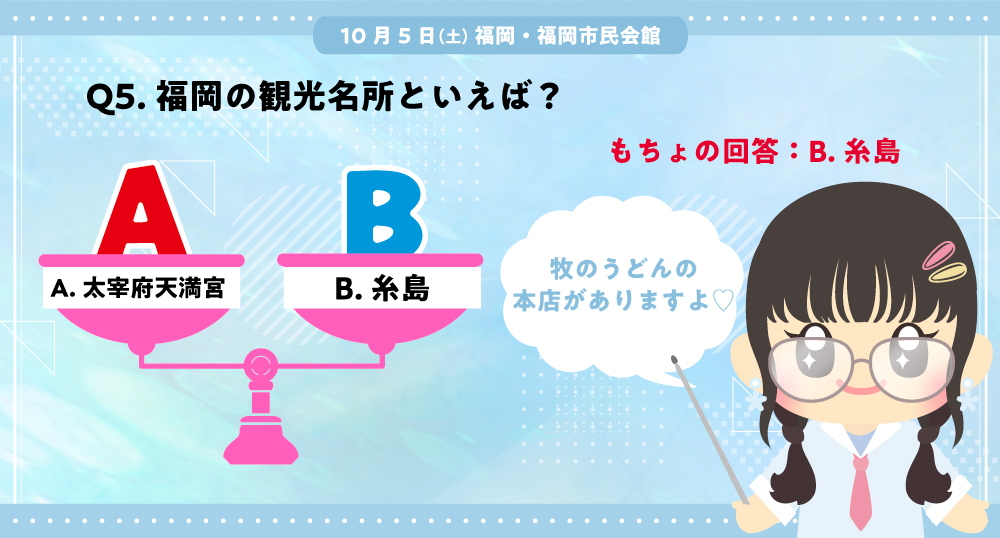 10月5日(土) 福岡・福岡市民会館
Q5. 福岡の観光名所といえば？
もちょの回答：B. 糸島
A
B
A. 太宰府天満宮
B. 糸島
牧のうどんの
本店がありますよ♡